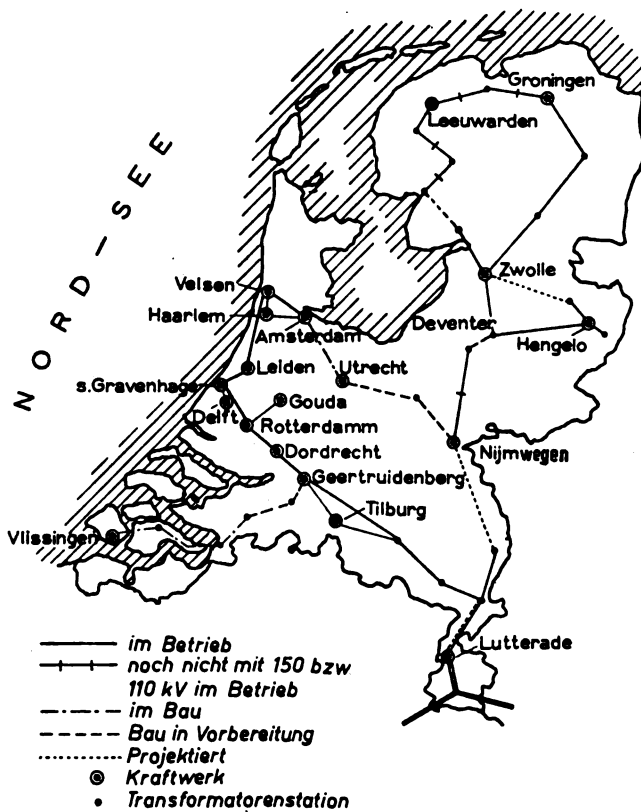 NORD-SEE
Groningen
Leeuwarden
Zwolle
Velsen
Haarlem
Amsterdam
Deventer
Hengelo
Leiden
Utrecht
s.Gravenhage
Gouda
Delft
Rotterdamm
Dordrecht
Nijmwegen
Geertruidenberg
Tilburg
Vlissingen
Lutterade
im Betrieb
noch nicht mit 150 bzw.
110 kV im Betrieb
im Bau
Bau in Vorbereitung
Projektiert
Kraftwerk
Transformatorenstation